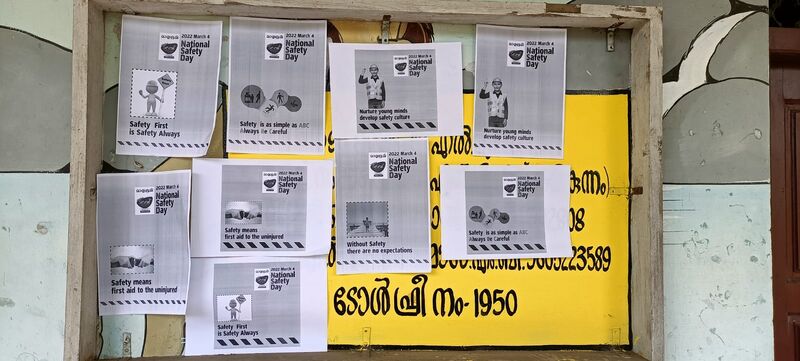 2022 March 4
National
Safety
Day
Safety First
is Safety Always
2022 March 4
National
Safety
Day
Safety is as simple as ABC
Always Be Careful
2022 March 4
National
Safety
Day
Nurture young minds
develop safety culture
2022 March 4
National
Safety
Day
Nurture young minds
develop safety culture
2022 March 4
National
Safety
Day
Safety means
first aid to the uninjured
2022 March 4
National
Safety
Day
Safety means
first aid to the uninjured
2022 March 4
National
Safety
Day
Without Safety
there are no expectations
2022 March 4
National
Safety
Day
Safety is as simple as ABC
Always Be Careful
2022 March 4
National
Safety
Day
Safety First
is Safety Always
ടോൾ ഫ്രീ നം-1950